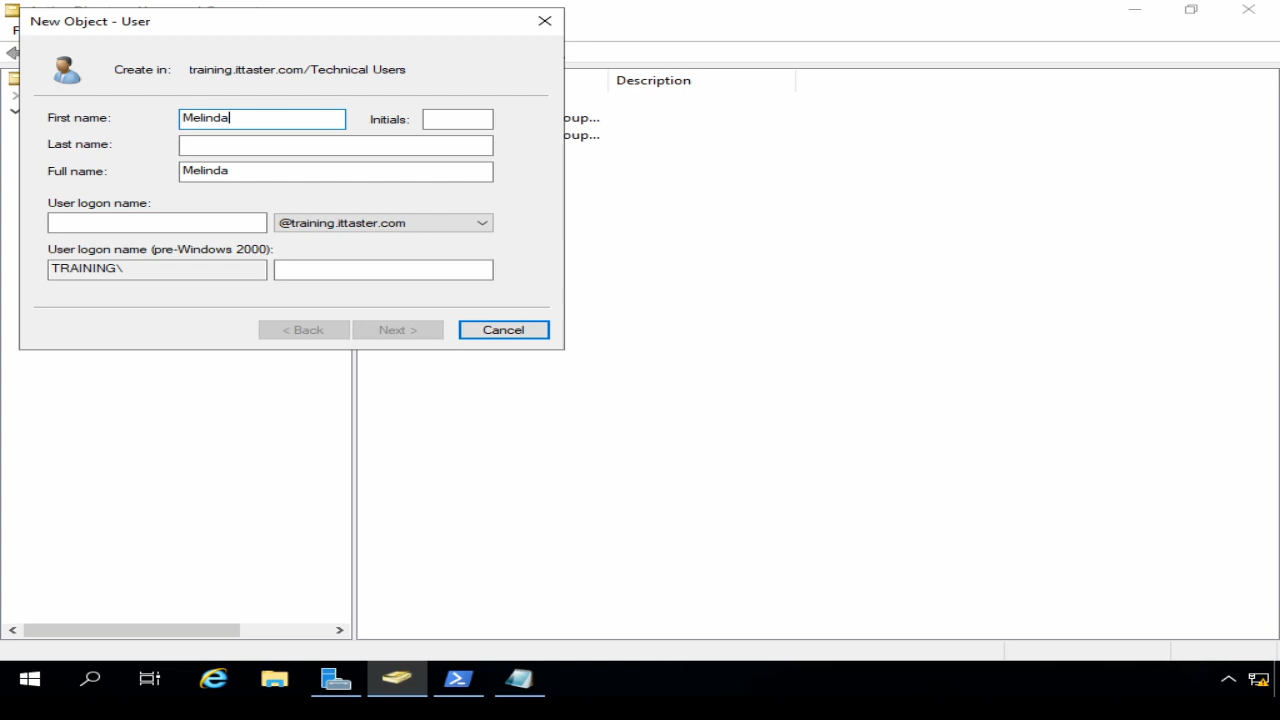 New Object - User
Create in: training.ittaster.com/Technical Users
First name: Melinda Initials:
Last name:
Full name: Melinda
User logon name:
@training.ittaster.com
User logon name (pre-Windows 2000):
TRAINING\
< Back Next > Cancel
Description
oup...
oup...